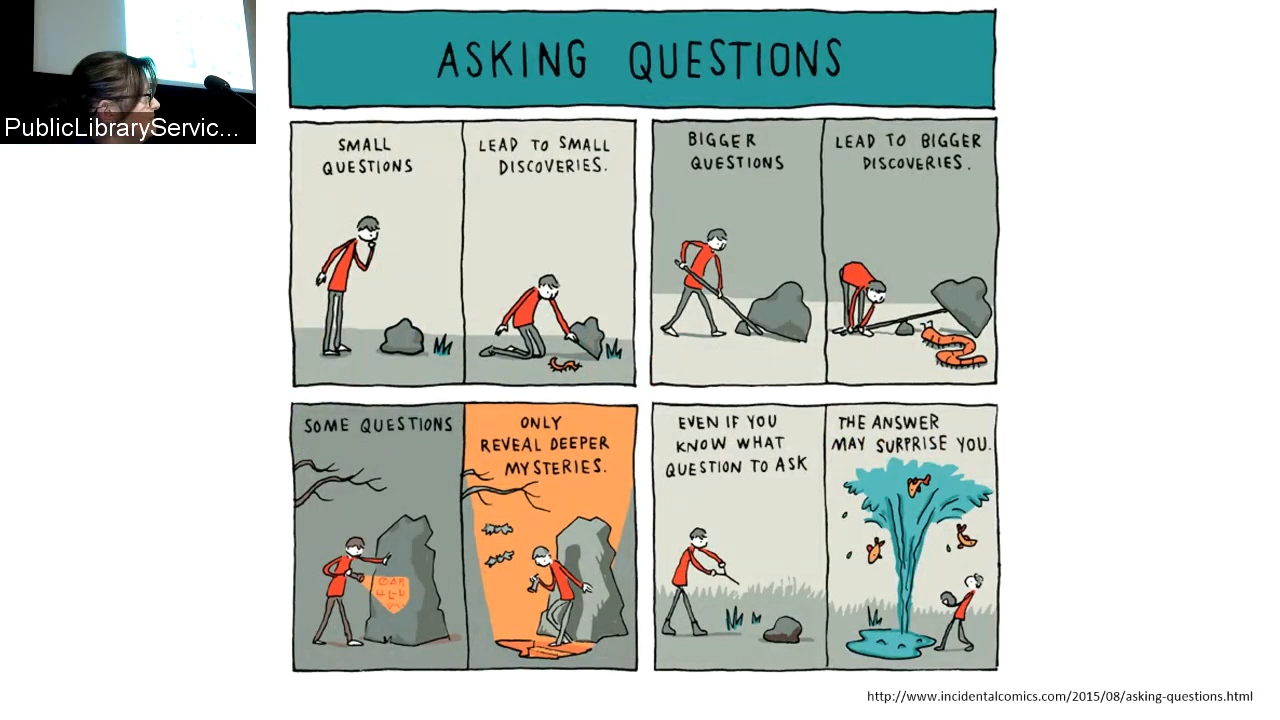 PublicLibraryServic...
ASKING QUESTIONS
SMALL
QUESTIONS
LEAD TO SMALL
DISCOVERIES.
BIGGER
QUESTIONS
LEAD TO BIGGER
DISCOVERIES.
SOME QUESTIONS
ONLY
REVEAL DEEPER
MYSTERIES.
EVEN IF YOU
KNOW WHAT
QUESTION TO ASK
THE ANSWER
MAY SURPRISE YOU.
http://www.incidentalcomics.com/2015/08/asking-questions.html